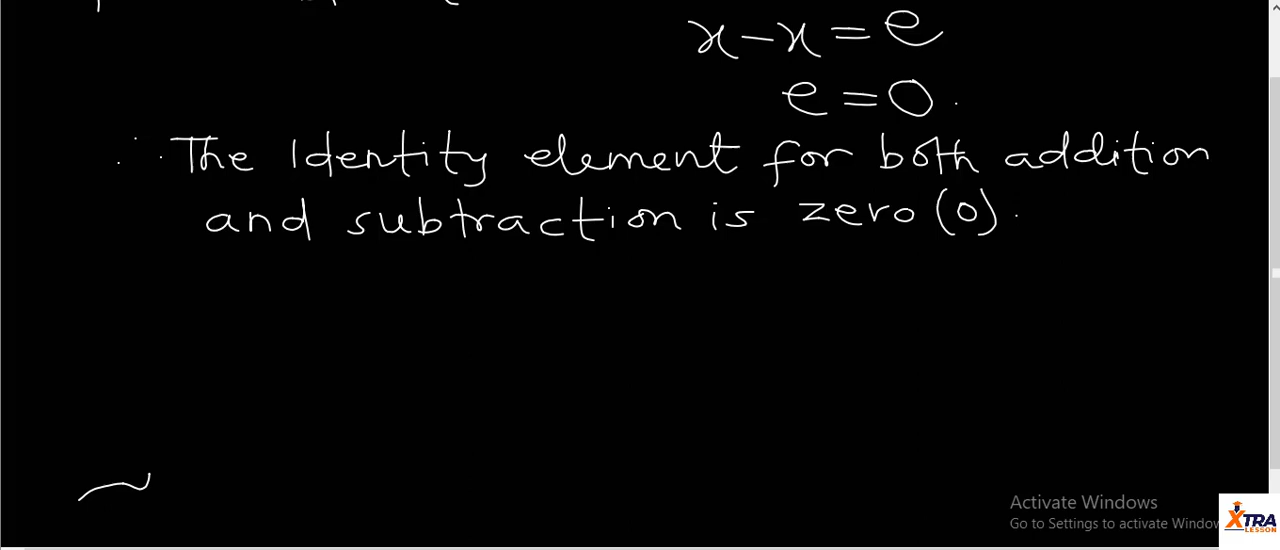 x - x = e
e = 0.
∴ The Identity element for both addition
and subtraction is zero (0).
Activate Windows
Go to Settings to activate Window
XTRA
LESSON